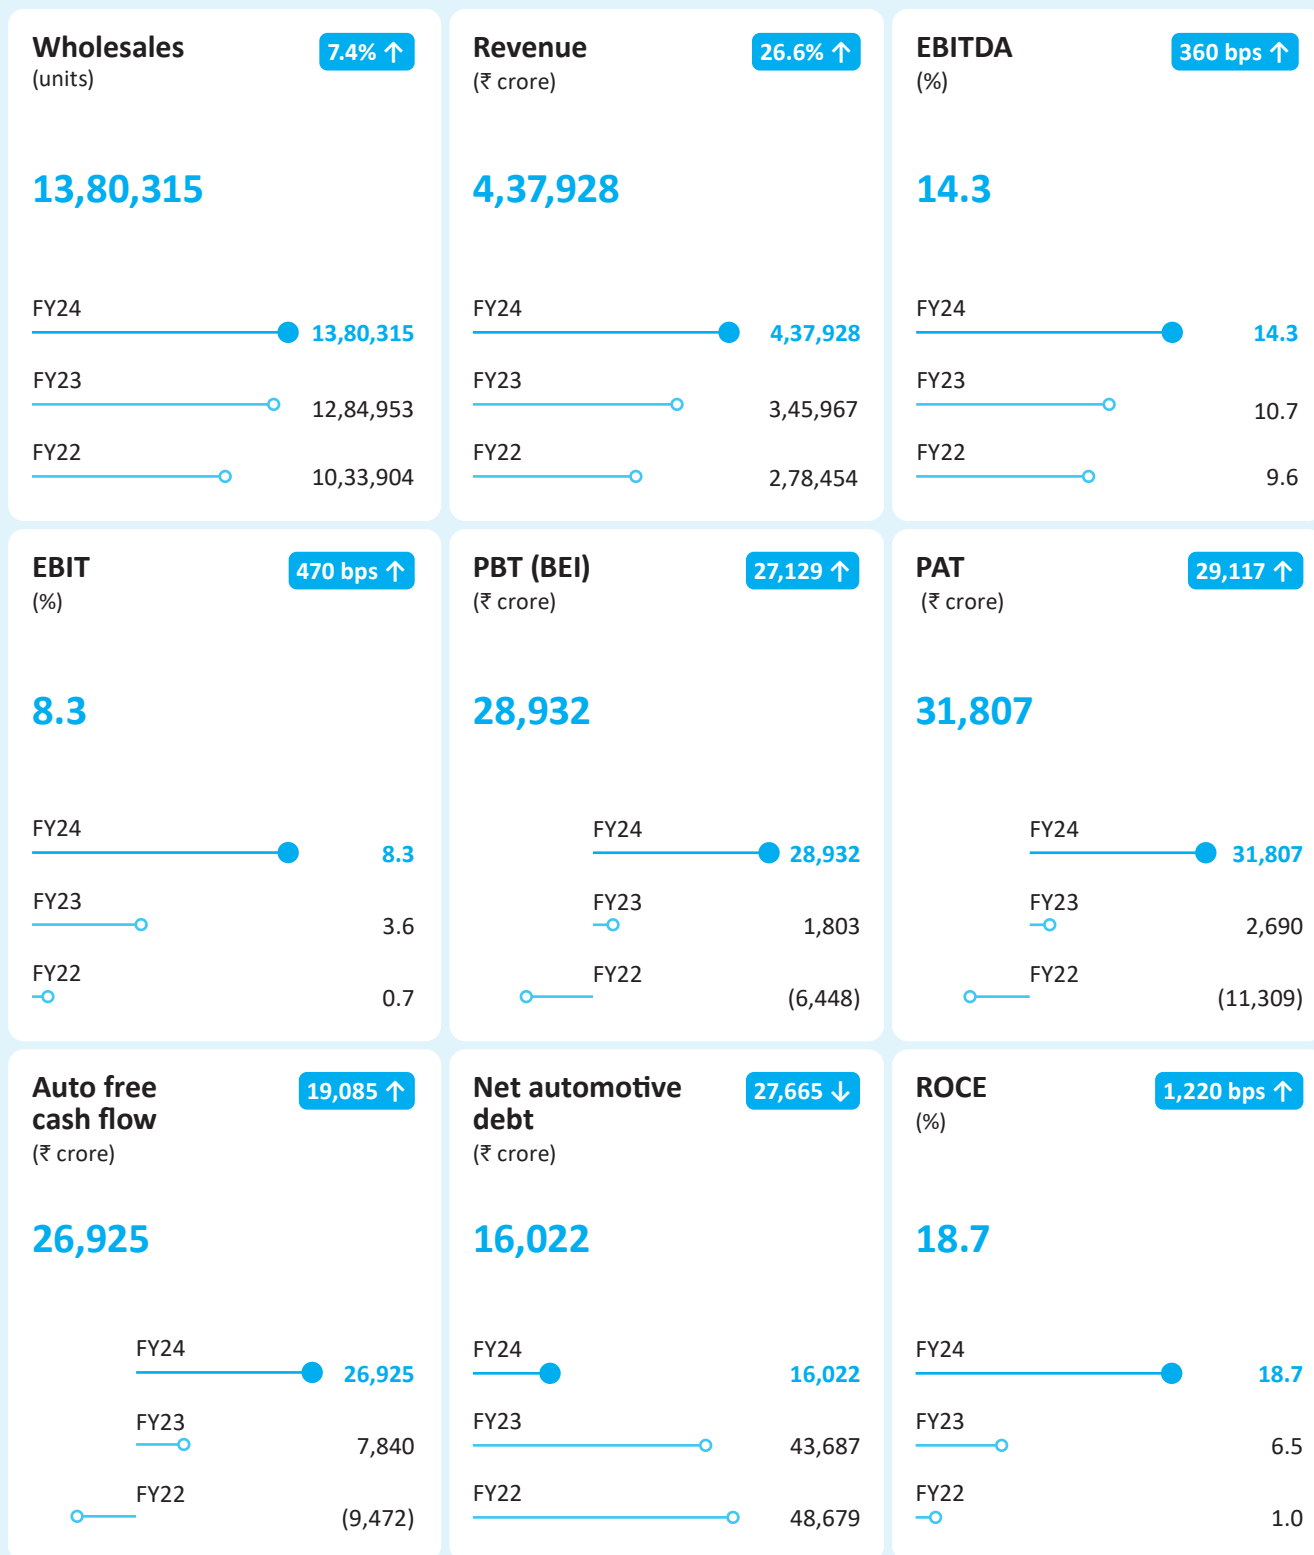 Wholesales
7.4% ↑
(units)
13,80,315
FY24
13,80,315
FY23
12,84,953
FY22
10,33,904
Revenue
26.6% ↑
(₹ crore)
4,37,928
FY24
4,37,928
FY23
3,45,967
FY22
2,78,454
EBITDA
360 bps ↑
(%)
14.3
FY24
14.3
FY23
10.7
FY22
9.6
EBIT
470 bps ↑
(%)
8.3
FY24
8.3
FY23
3.6
FY22
0.7
PBT (BEI)
27,129 ↑
(₹ crore)
28,932
FY24
28,932
FY23
1,803
FY22
(6,448)
PAT
29,117 ↑
(₹ crore)
31,807
FY24
31,807
FY23
2,690
FY22
(11,309)
Auto free
cash flow
19,085 ↑
(₹ crore)
26,925
FY24
26,925
FY23
7,840
FY22
(9,472)
Net automotive
debt
27,665 ↓
(₹ crore)
16,022
FY24
16,022
FY23
43,687
FY22
48,679
ROCE
1,220 bps ↑
(%)
18.7
FY24
18.7
FY23
6.5
FY22
1.0